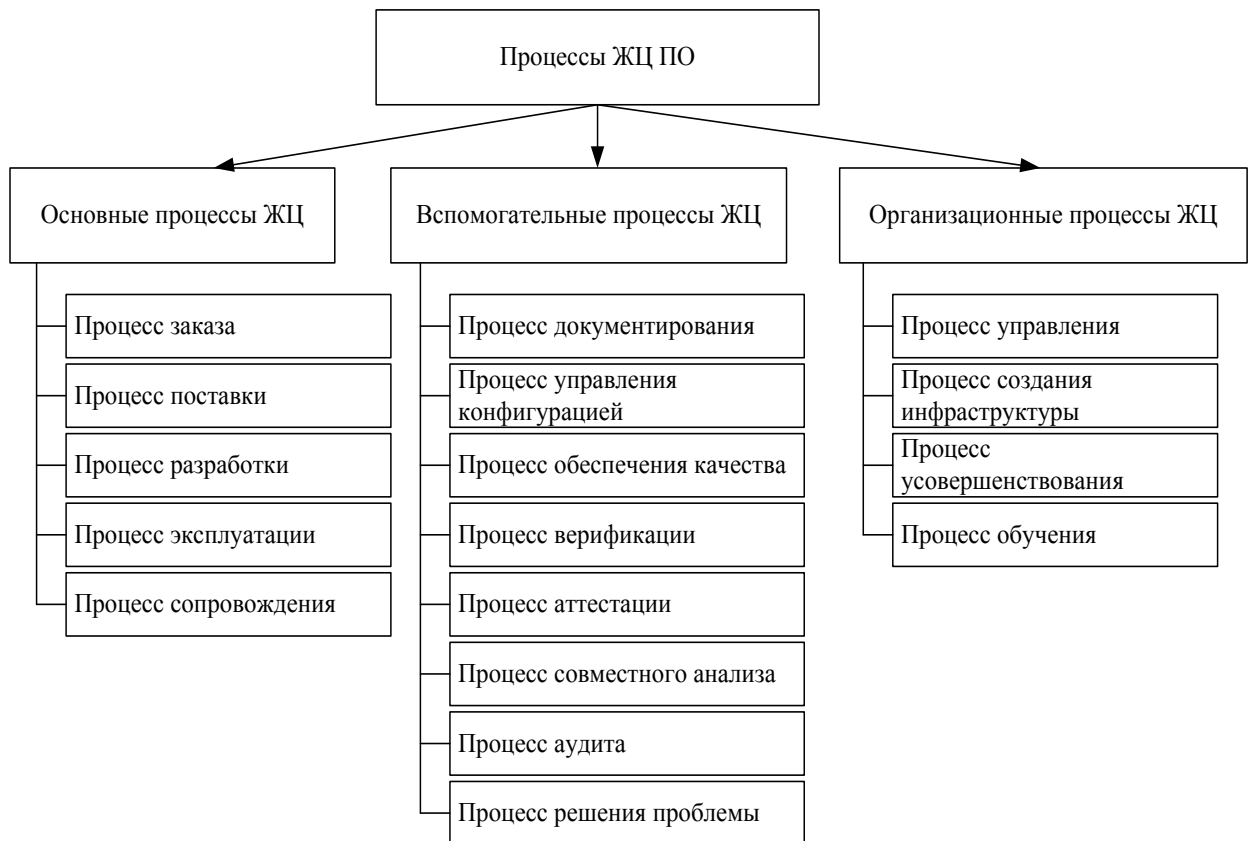 Процессы ЖЦ ПО
Основные процессы ЖЦ
Процесс заказа
Процесс поставки
Процесс разработки
Процесс эксплуатации
Процесс сопровождения
Вспомогательные процессы ЖЦ
Процесс документирования
Процесс управления
конфигурацией
Процесс обеспечения качества
Процесс верификации
Процесс аттестации
Процесс совместного анализа
Процесс аудита
Процесс решения проблемы
Организационные процессы ЖЦ
Процесс управления
Процесс создания
инфраструктуры
Процесс
усовершенствования
Процесс обучения